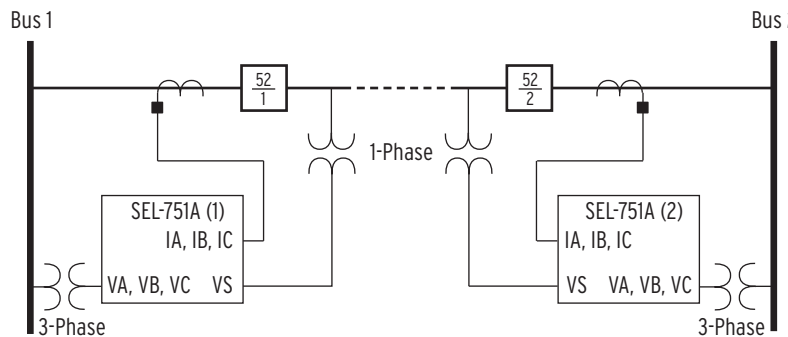 Bus 1
Bus
52
1
52
2
1-Phase
SEL-751A (1)
IA, IB, IC
VA, VB, VC VS
SEL-751A (2)
IA, IB, IC
VS VA, VB, VC
3-Phase
3-Phase